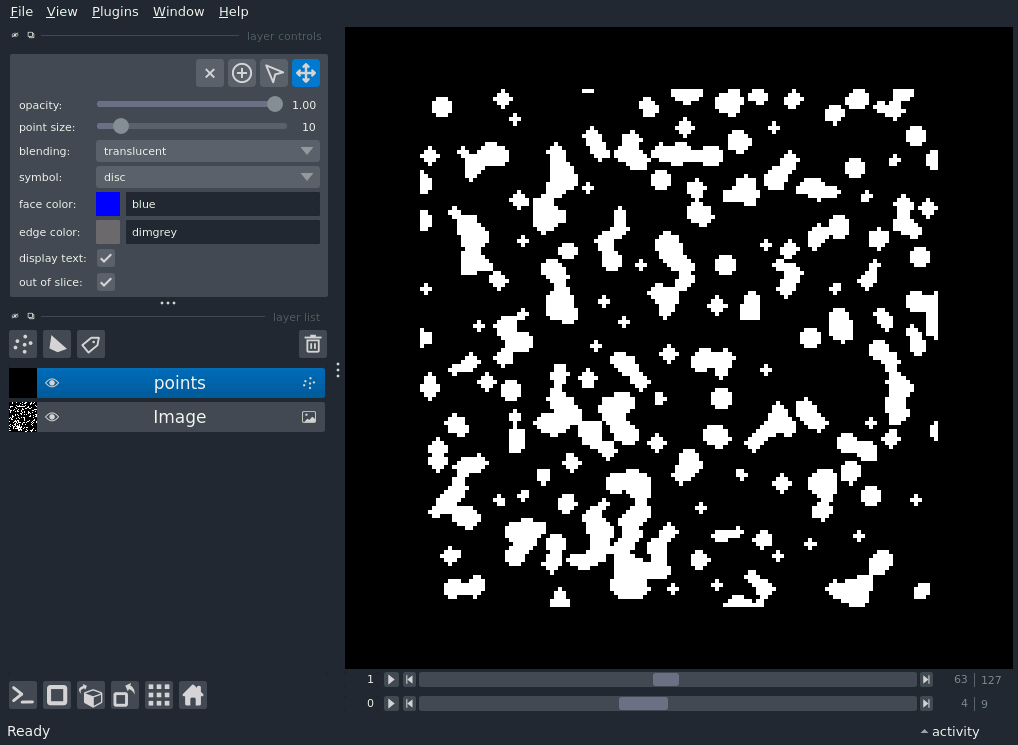 File View Plugins Window Help
layer controls
opacity: 1.00
point size: 10
blending: translucent
symbol: disc
face color: blue
edge color: dimgrey
display text:
out of slice:
layer list
points
Image
1 63 127
0 4 9
Ready activity